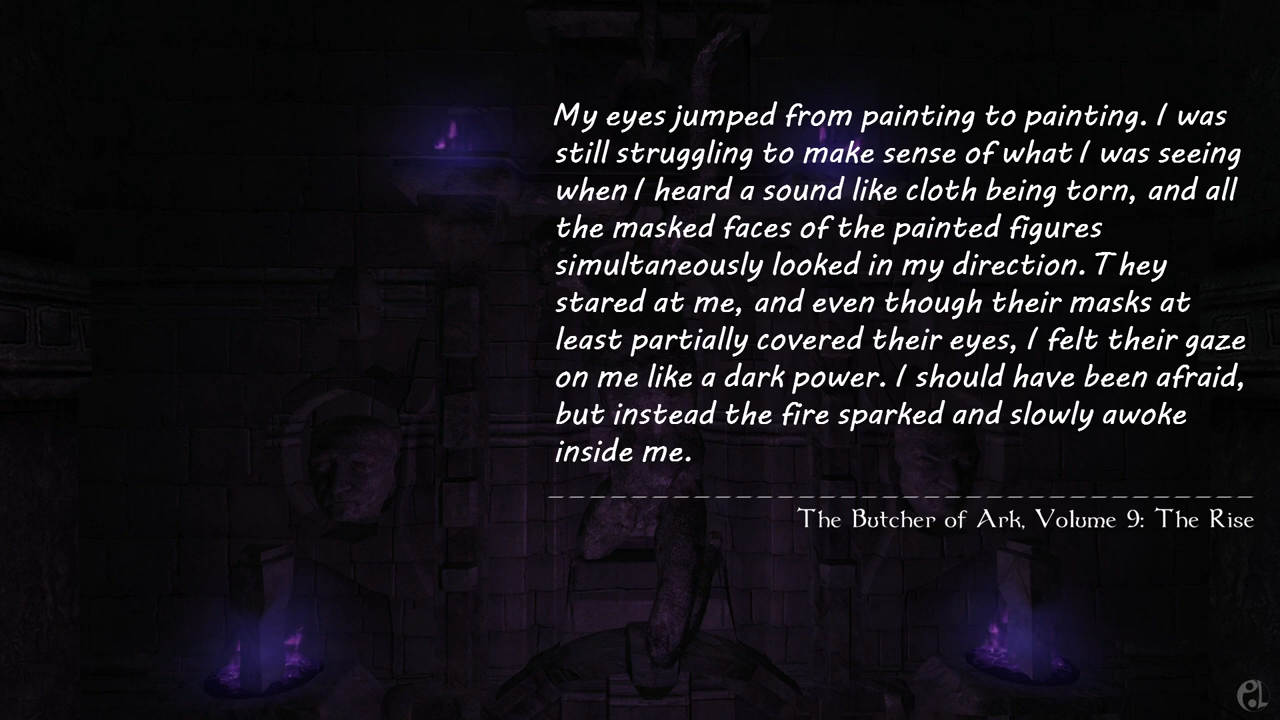 My eyes jumped from painting to painting. I was
still struggling to make sense of what I was seeing
when I heard a sound like cloth being torn, and all
the masked faces of the painted figures
simultaneously looked in my direction. They
stared at me, and even though their masks at
least partially covered their eyes, I felt their gaze
on me like a dark power. I should have been afraid,
but instead the fire sparked and slowly awoke
inside me.
The Butcher of Ark, Volume 9: The Rise